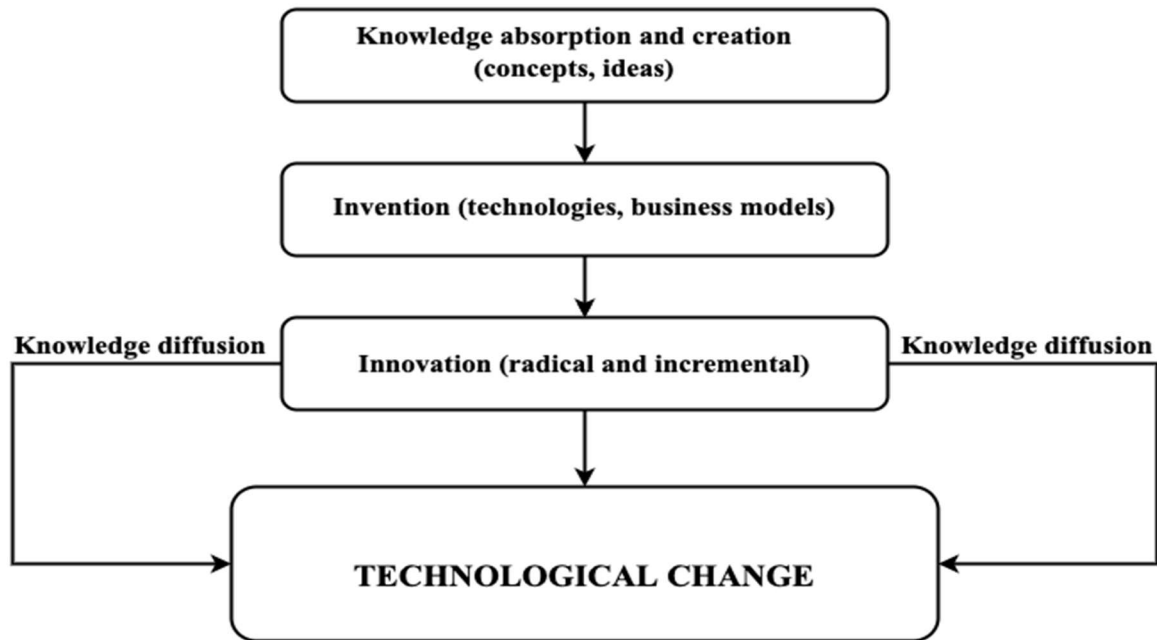 Knowledge absorption and creation
(concepts, ideas)
Invention (technologies, business models)
Knowledge diffusion
Innovation (radical and incremental)
Knowledge diffusion
TECHNOLOGICAL CHANGE